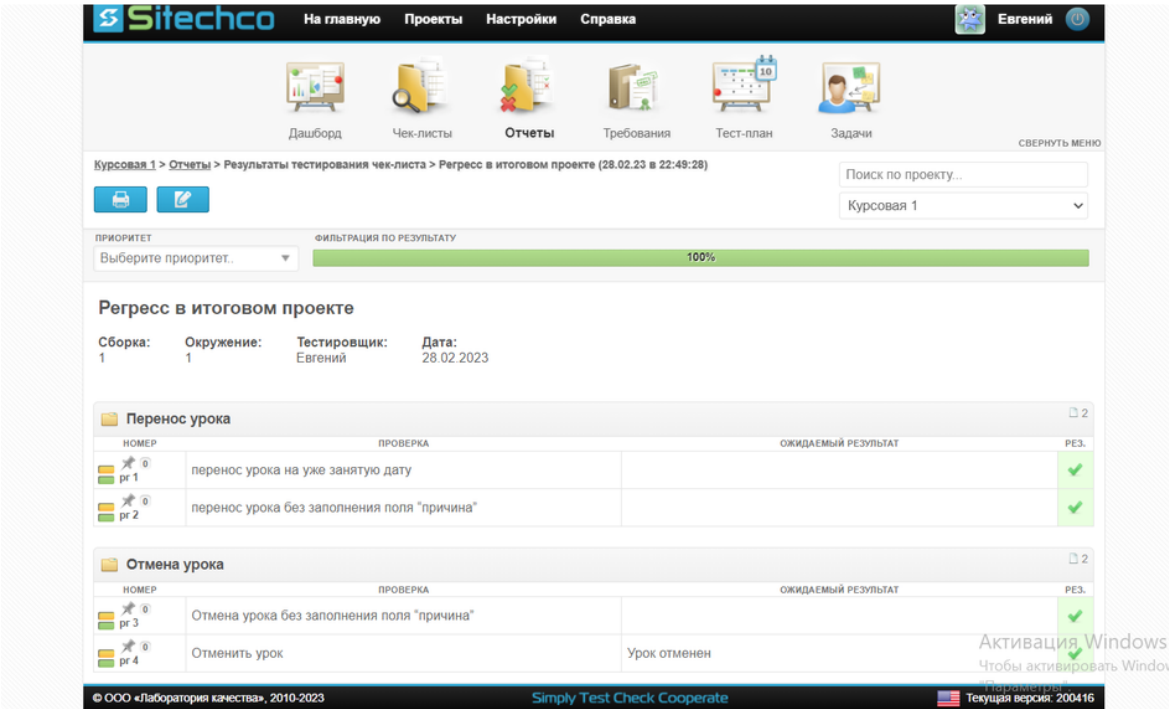 Sitechco На главную Проекты Настройки Справка Евгений
10
Дашборд Чек-листы Отчеты Требования Тест-план Задачи
СВЕРНУТЬ МЕНЮ
Курсовая 1 > Отчеты > Результаты тестирования чек-листа > Регресс в итоговом проекте (28.02.23 в 22:49:28)
Поиск по проекту...
Курсовая 1
ПРИОРИТЕТ ФИЛЬТРАЦИЯ ПО РЕЗУЛЬТАТУ
Выберите приоритет.. 100%
Регресс в итоговом проекте
Сборка: Окружение: Тестировщик: Дата:
1 1 Евгений 28.02.2023
Перенос урока 2
НОМЕР ПРОВЕРКА ОЖИДАЕМЫЙ РЕЗУЛЬТАТ РЕЗ.
0
pr 1 перенос урока на уже занятую дату
0
pr 2 перенос урока без заполнения поля "причина"
Отмена урока 2
НОМЕР ПРОВЕРКА ОЖИДАЕМЫЙ РЕЗУЛЬТАТ РЕЗ.
0
pr 3 Отмена урока без заполнения поля "причина"
0
pr 4 Отменить урок Урок отменен
Активация Windows
Чтобы активировать Window
"Параметры".
© ООО «Лаборатория качества», 2010-2023 Simply Test Check Cooperate Текущая версия: 200416